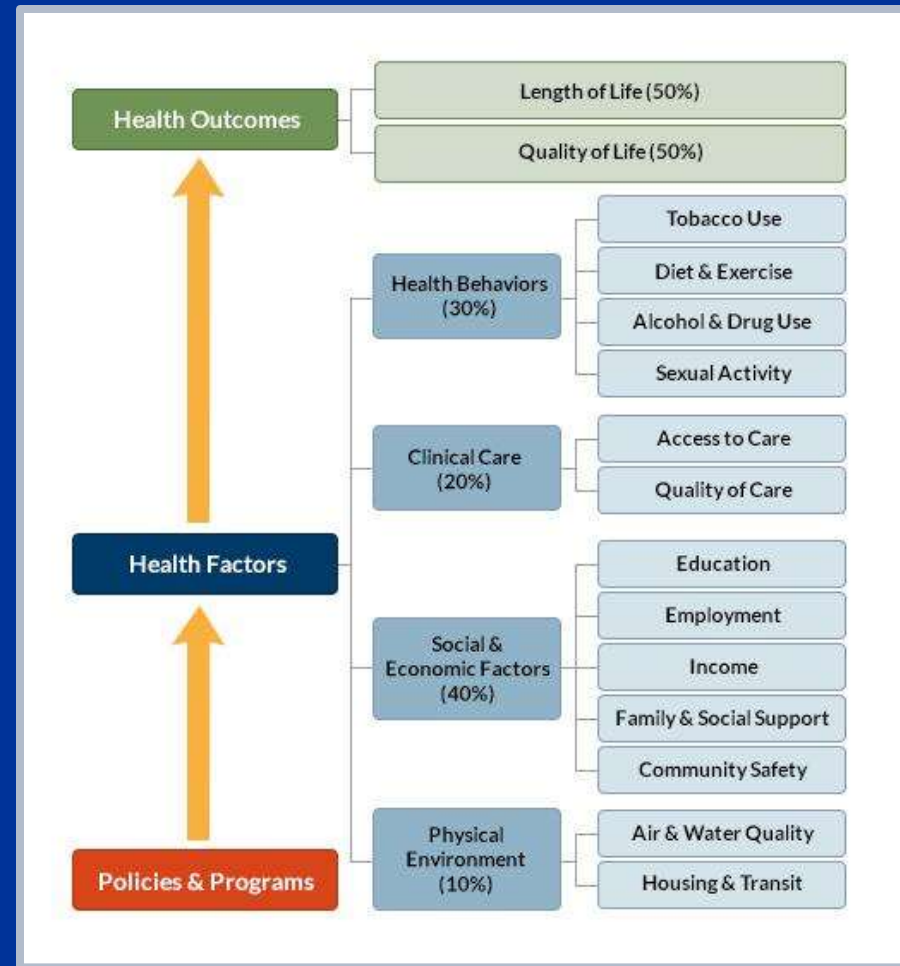 Health Outcomes
Length of Life (50%)
Quality of Life (50%)
Health Factors
Health Behaviors
(30%)
Tobacco Use
Diet & Exercise
Alcohol & Drug Use
Sexual Activity
Clinical Care
(20%)
Access to Care
Quality of Care
Social &
Economic Factors
(40%)
Education
Employment
Income
Family & Social Support
Community Safety
Physical
Environment
(10%)
Air & Water Quality
Housing & Transit
Policies & Programs